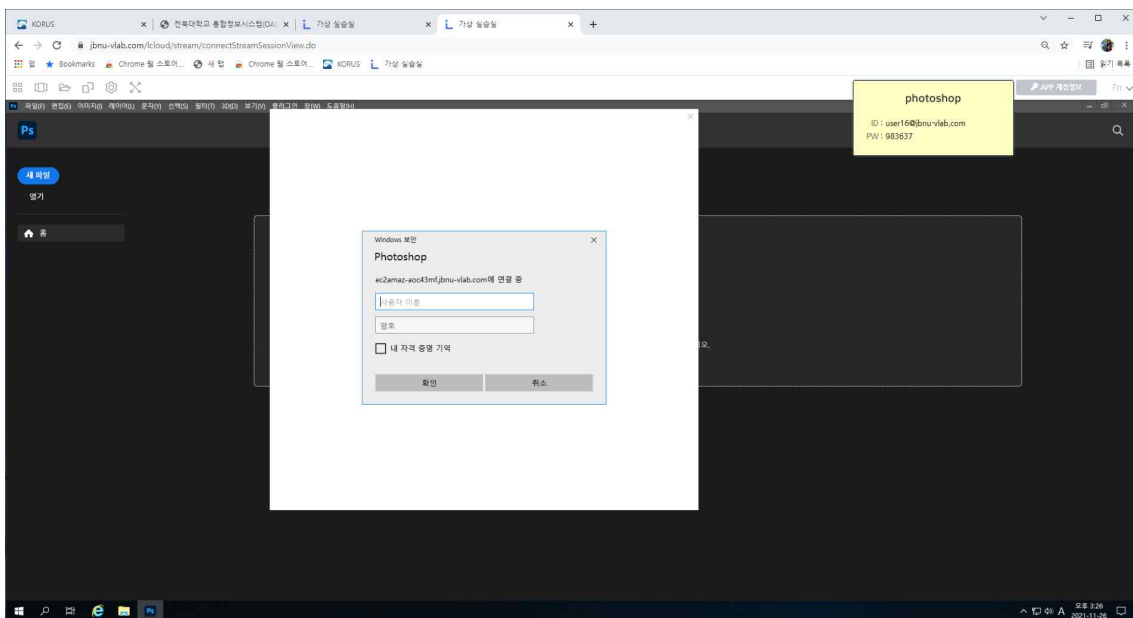 KORUS
전북대학교 통합정보시스템(OA:
가상 실습실
가상 실습실
jbnu-vlab.com/lcloud/stream/connectStreamSessionView.do
앱
Bookmarks
Chrome 웹 스토어...
새 탭
Chrome 웹 스토어...
KORUS
가상 실습실
읽기 목록
APP 계정정보
Fn
파일(F) 편집(E) 이미지(I) 레이어(L) 문자(Y) 선택(S) 필터(T) 3D(D) 보기(V) 플러그인 창(W) 도움말(H)
Ps
photoshop
ID : user16@jbnu-vlab.com
PW : 983637
새 파일
열기
홈
Windows 보안
Photoshop
ec2amaz-aoc43mf.jbnu-vlab.com에 연결 중
사용자 이름
암호
내 자격 증명 기억
확인
취소
오.
Ps
A
오후 3:26
2021-11-26